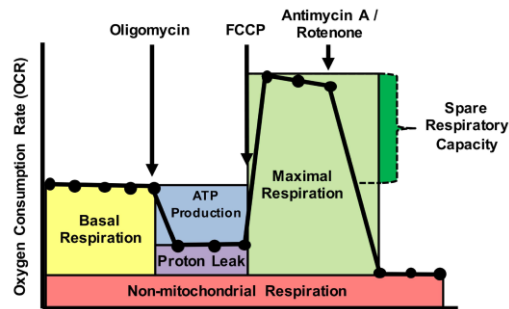 Antimycin A /
Rotenone
Oligomycin
FCCP
Oxygen Consumption Rate (OCR)
Spare
Respiratory
Capacity
Maximal
Respiration
ATP
Production
Basal
Respiration
Proton Leak
Non-mitochondrial Respiration